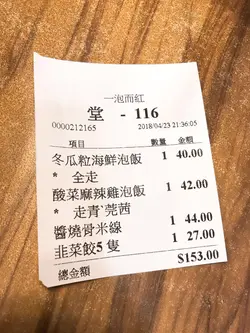 一泡而紅
堂 - 116
0000212165 2018/04/23 21:36:05
項目 數量 金額
冬瓜粒海鮮泡飯 1 40.00
* 全走
酸菜麻辣雞泡飯 1 42.00
* 走青`芫茜
醬燒骨米線 1 44.00
韭菜餃5 隻 1 27.00
總金額 $153.00